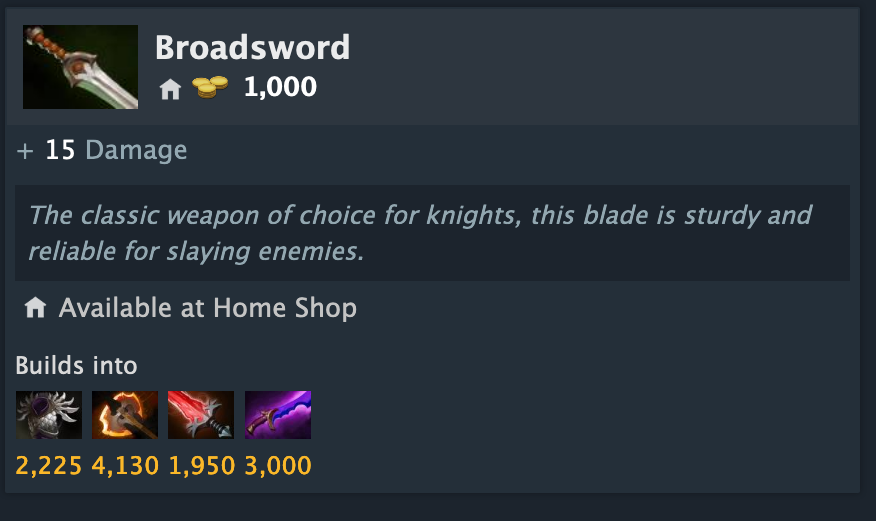 Broadsword
1,000
+ 15 Damage
The classic weapon of choice for knights, this blade is sturdy and
reliable for slaying enemies.
Available at Home Shop
Builds into
2,225 4,130 1,950 3,000